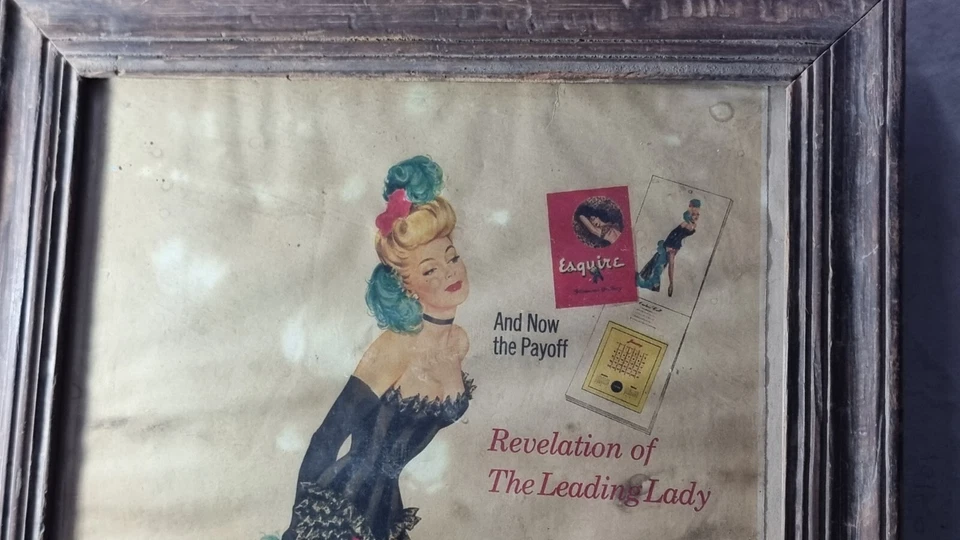 Esquire
And Now
the Payoff
Revelation of
The Leading Lady